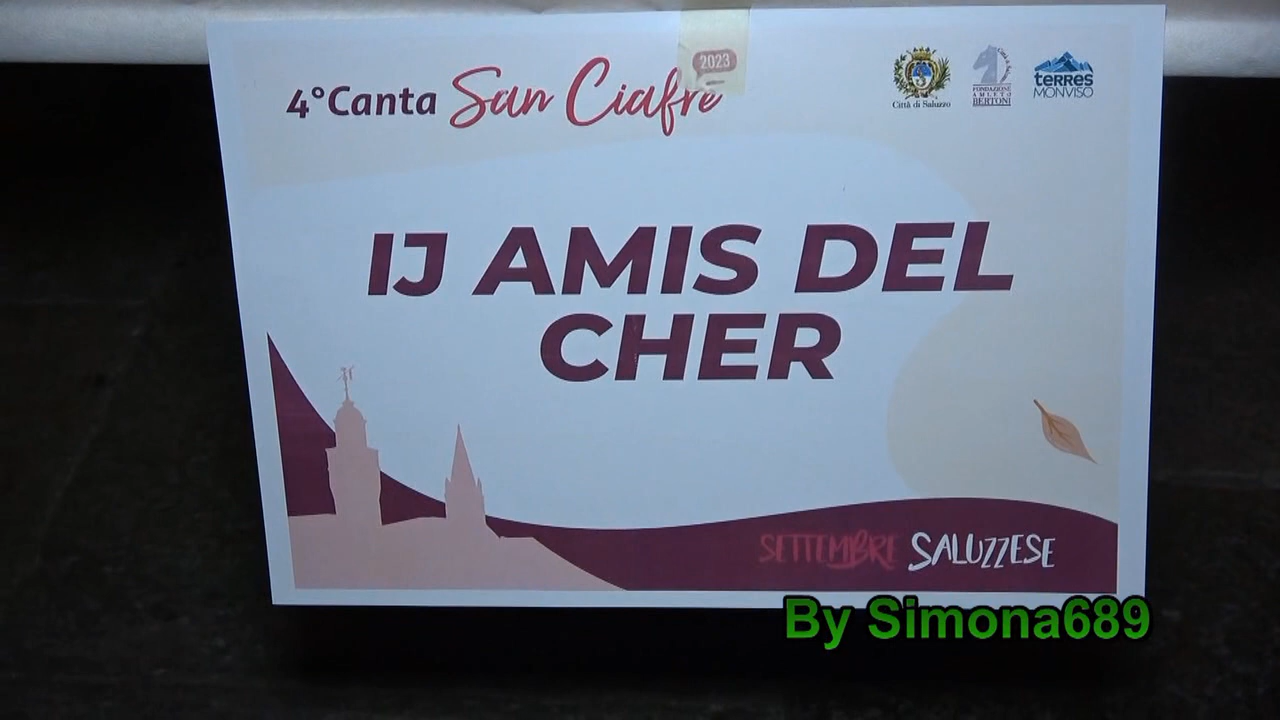 2023
4°Canta San Ciafrè
Città di Saluzzo
FONDAZIONE
AMLETO
BERTONI
terres
MONVISO
IJ AMIS DEL
CHER
SETTEMBRE SALUZZESE
By Simona689